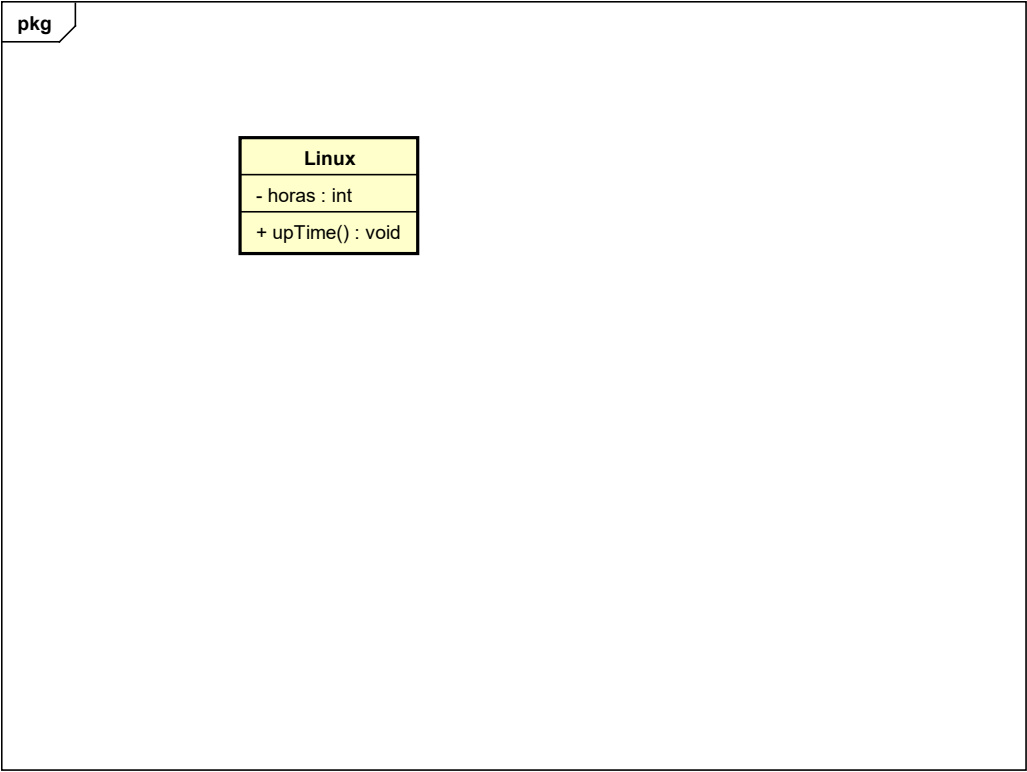 pkg
Linux
- horas : int
+ upTime() : void